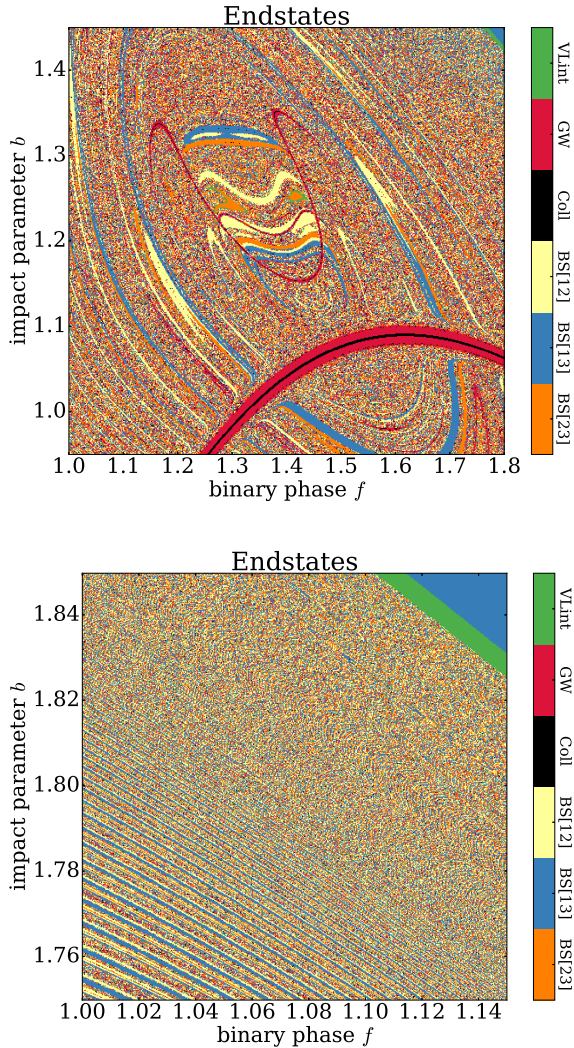 Endstates
impact parameter b
1.4
1.3
1.2
1.1
1.0
1.0 1.1 1.2 1.3 1.4 1.5 1.6 1.7 1.8
binary phase f
VLint
GW
Coll
BS[12]
BS[13]
BS[23]
Endstates
impact parameter b
1.84
1.82
1.80
1.78
1.76
1.00 1.02 1.04 1.06 1.08 1.10 1.12 1.14
binary phase f
VLint
GW
Coll
BS[12]
BS[13]
BS[23]